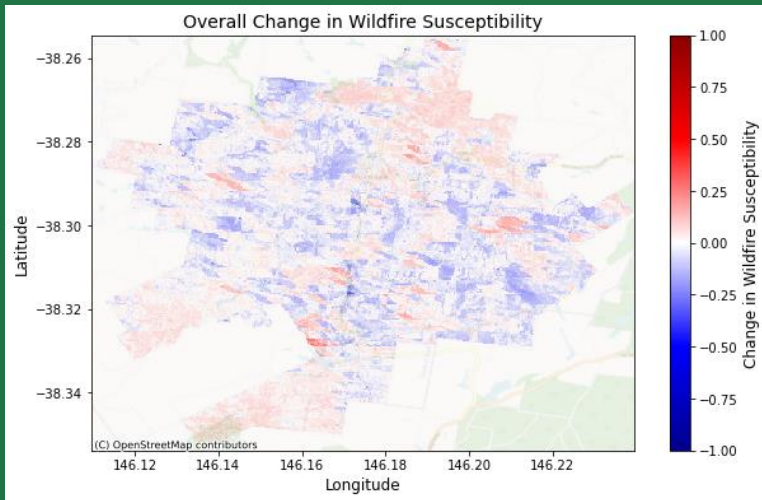 Overall Change in Wildfire Susceptibility
−38.26
−38.28
−38.30
−38.32
−38.34
Latitude
146.12 146.14 146.16 146.18 146.20 146.22
Longitude
(C) OpenStreetMap contributors
1.00
0.75
0.50
0.25
0.00
−0.25
−0.50
−0.75
−1.00
Change in Wildfire Susceptibility